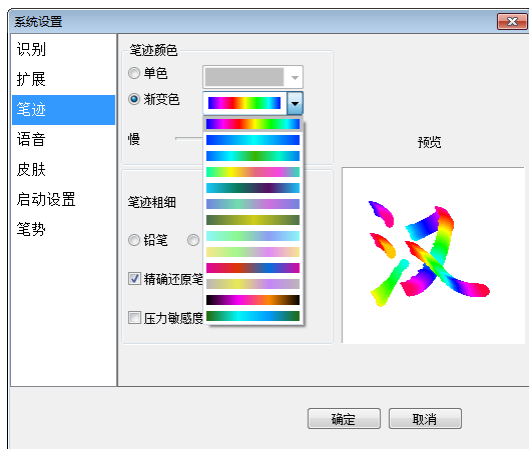 系统设置
识别
扩展
笔迹
语音
皮肤
启动设置
笔势
笔迹颜色
单色
渐变色
慢
笔迹粗细
铅笔
精确还原笔
压力敏感度
预览
汉
确定
取消